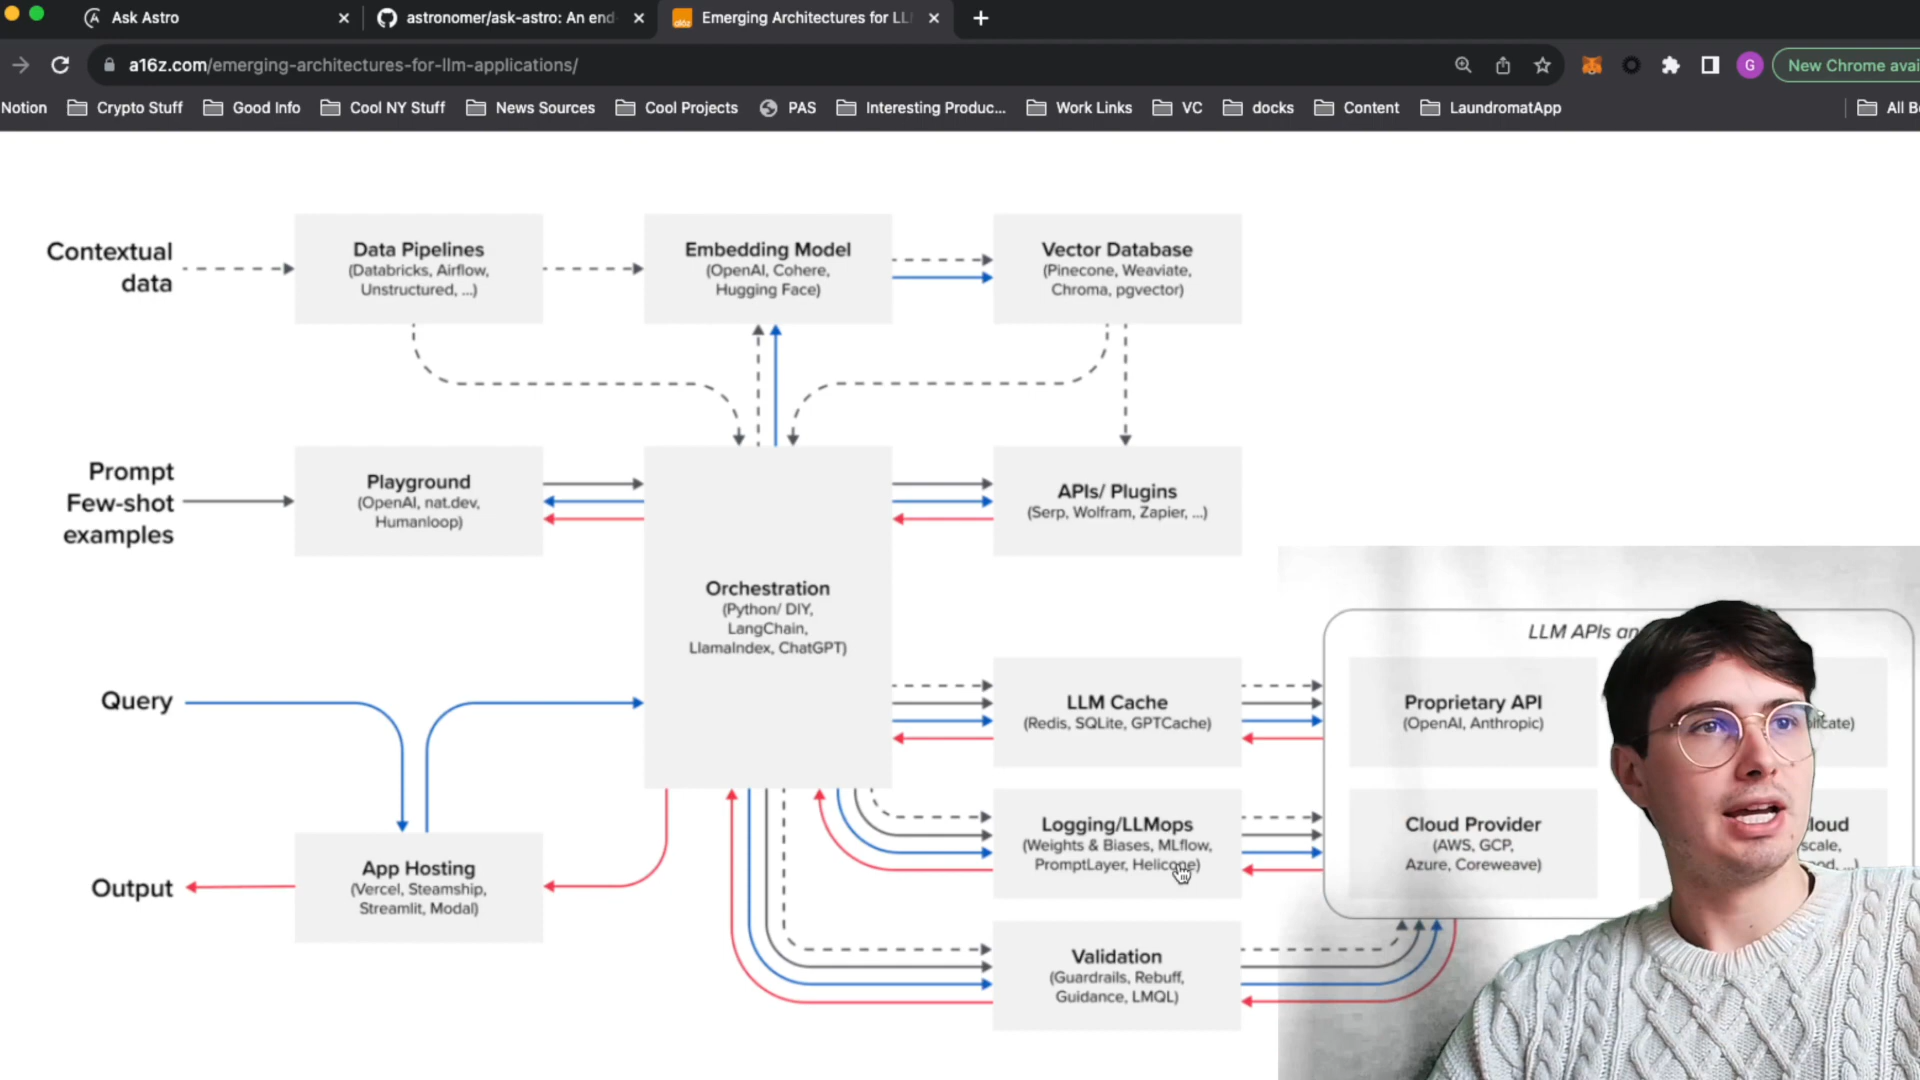 Ask Astro
astronomer/ask-astro: An end
Emerging Architectures for LL
a16z.com/emerging-architectures-for-llm-applications/
G
New Chrome avai
Notion
Crypto Stuff
Good Info
Cool NY Stuff
News Sources
Cool Projects
PAS
Interesting Produc...
Work Links
VC
docks
Content
LaundromatApp
All B
Contextual
data
Data Pipelines
(Databricks, Airflow,
Unstructured, ...)
Embedding Model
(OpenAI, Cohere,
Hugging Face)
Vector Database
(Pinecone, Weaviate,
Chroma, pgvector)
Prompt
Few-shot
examples
Playground
(OpenAI, nat.dev,
Humanloop)
Orchestration
(Python/ DIY,
LangChain,
LlamaIndex, ChatGPT)
APIs/ Plugins
(Serp, Wolfram, Zapier, ...)
LLM APIs an
Query
LLM Cache
(Redis, SQLite, GPTCache)
Proprietary API
(OpenAI, Anthropic)
licate)
Logging/LLMops
(Weights & Biases, MLflow,
PromptLayer, Helicone)
Cloud Provider
(AWS, GCP,
Azure, Coreweave)
loud
scale,
Output
App Hosting
(Vercel, Steamship,
Streamlit, Modal)
Validation
(Guardrails, Rebuff,
Guidance, LMQL)